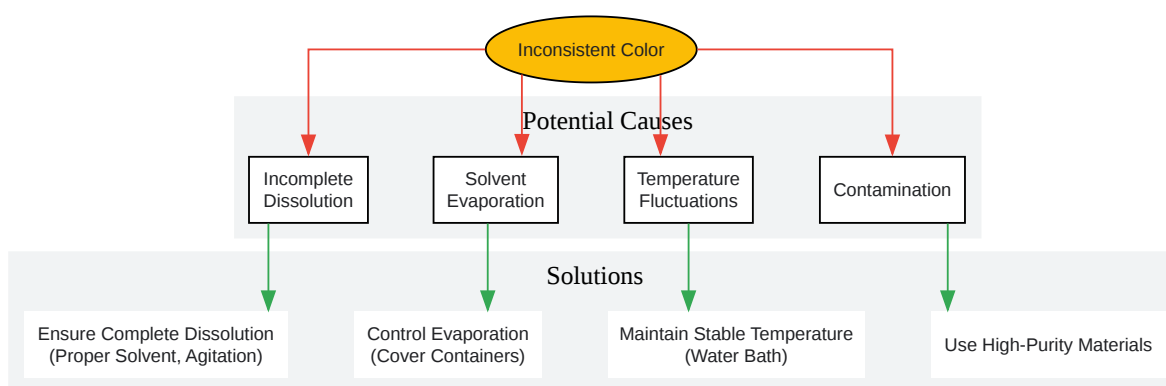 Inconsistent Color
Potential Causes
Incomplete
Dissolution
Solvent
Evaporation
Temperature
Fluctuations
Contamination
Solutions
Ensure Complete Dissolution
(Proper Solvent, Agitation)
Control Evaporation
(Cover Containers)
Maintain Stable Temperature
(Water Bath)
Use High-Purity Materials